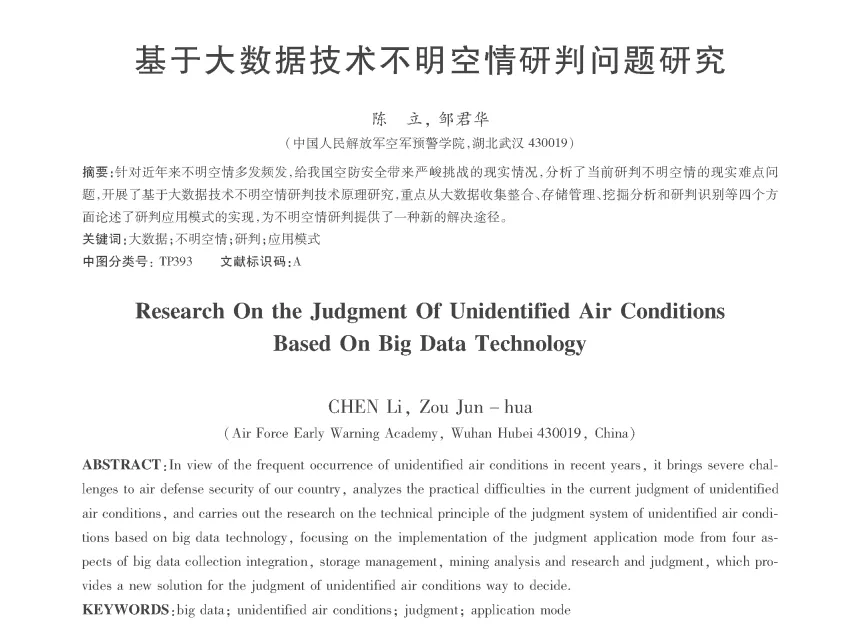 基于大数据技术不明空情研判问题研究
陈　立，邹君华
（中国人民解放军空军预警学院，湖北武汉 430019）
摘要：针对近年来不明空情多发频发，给我国空防安全带来严峻挑战的现实情况，分析了当前研判不明空情的现实难点问
题，开展了基于大数据技术不明空情研判技术原理研究，重点从大数据收集整合、存储管理、挖掘分析和研判识别等四个方
面论述了研判应用模式的实现，为不明空情研判提供了一种新的解决途径。
关键词：大数据；不明空情；研判；应用模式
中图分类号：TP393　　文献标识码：A
Research On the Judgment Of Unidentified Air Conditions
Based On Big Data Technology
CHEN Li, Zou Jun - hua
(Air Force Early Warning Academy, Wuhan Hubei 430019, China)
ABSTRACT:In view of the frequent occurrence of unidentified air conditions in recent years, it brings severe chal-
lenges to air defense security of our country, analyzes the practical difficulties in the current judgment of unidentified
air conditions, and carries out the research on the technical principle of the judgment system of unidentified air condi-
tions based on big data technology, focusing on the implementation of the judgment application mode from four as-
pects of big data collection integration, storage management, mining analysis and research and judgment, which pro-
vides a new solution for the judgment of unidentified air conditions way to decide.
KEYWORDS:big data; unidentified air conditions; judgment; application mode